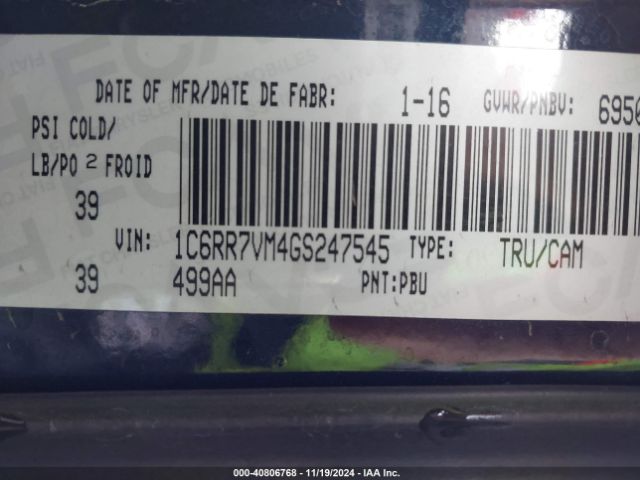 DATE OF MFR/DATE DE FABR: 1-16 GVWR/PNBV:
PSI COLD/
LB/PO 2 FROID
39
VIN: 1C6RR7VM4GS247545 TYPE: TRU/CAM
39 499AA PNT:PBU
000-40806768 - 11/19/2024 - IAA Inc.